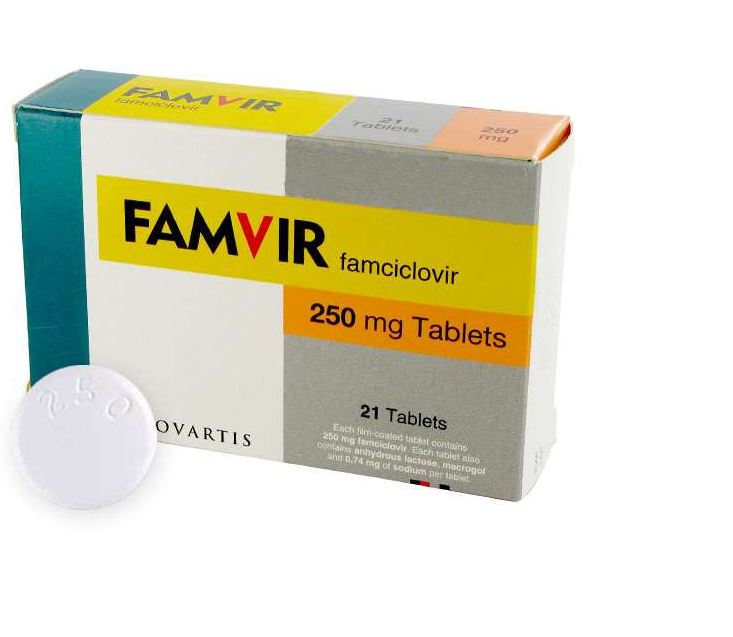 FAMVIR
famciclovir
21
Tablets
250
mg
FAMVIR famciclovir
250 mg Tablets
21 Tablets
Each film-coated tablet contains
250 mg famciclovir. Each tablet also
contains anhydrous lactose, macrogol
and 0.74 mg of sodium per tablet.
OVARTIS
250